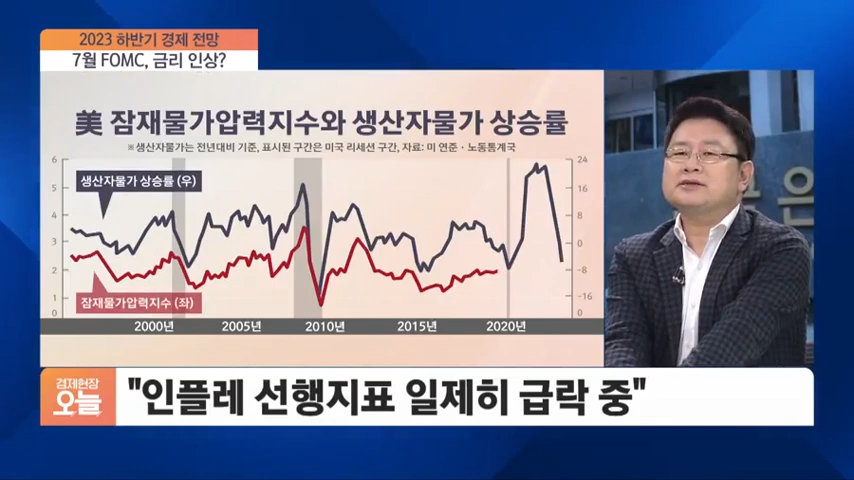 2023 하반기 경제 전망
7월 FOMC, 금리 인상?
美 잠재물가압력지수와 생산자물가 상승률
※ 생산자물가는 전년대비 기준, 표시된 구간은 미국 리세션 구간, 자료: 미 연준·노동통계국
6
5
4
3
2
1
0
24
16
8
0
-8
-16
0
생산자물가 상승률 (우)
잠재물가압력지수 (좌)
2000년 2005년 2010년 2015년 2020년
은
경제현장
오늘
"인플레 선행지표 일제히 급락 중"